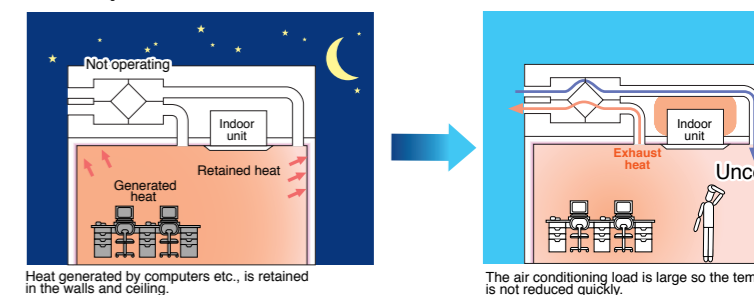 Not operating
Indoor
unit
Retained heat
Generated
heat
Heat generated by computers etc., is retained
in the walls and ceiling.
Indoor
unit
Exhaust
heat
The air conditioning load is large so the
is not reduced quickly.